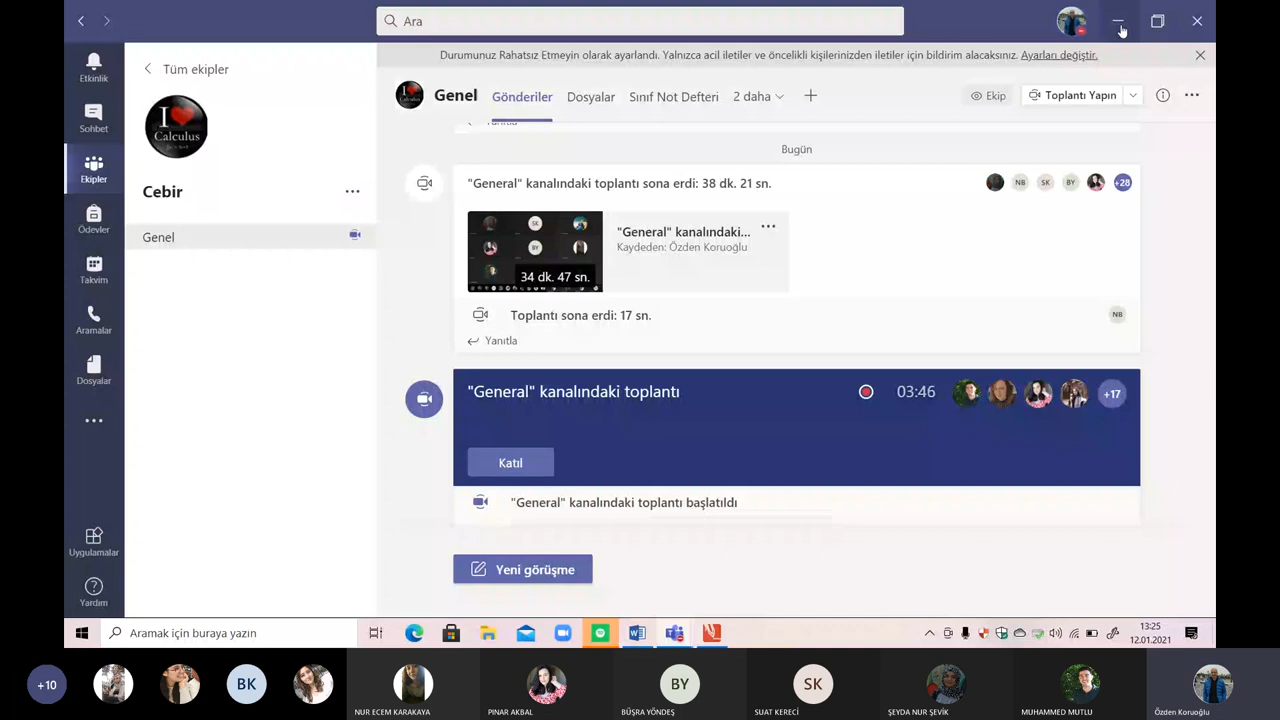 Ara
Durumunuz Rahatsız Etmeyin olarak ayarlandı. Yalnızca acil iletiler ve öncelikli kişilerinizden iletiler için bildirim alacaksınız. Ayarları değiştir.
Etkinlik
Sohbet
Ekipler
Ödevler
Takvim
Aramalar
Dosyalar
Uygulamalar
Yardım
Tüm ekipler
I
Calculus
Cebir
Genel
Genel
Gönderiler
Dosyalar
Sınıf Not Defteri
2 daha
Ekip
Toplantı Yapın
Yanıtla
Bugün
"General" kanalındaki toplantı sona erdi: 38 dk. 21 sn.
NB
SK
BY
+28
SK
BY
34 dk. 47 sn.
"General" kanalındaki...
Kaydeden: Özden Koruoğlu
Toplantı sona erdi: 17 sn.
NB
Yanıtla
"General" kanalındaki toplantı
03:46
+17
Katıl
"General" kanalındaki toplantı başlatıldı
Yeni görüşme
Aramak için buraya yazın
13:25
12.01.2021
+10
BK
NUR ECEM KARAKAYA
PINAR AKBAL
BY
BÜŞRA YÖNDEŞ
SK
SUAT KERECİ
ŞEYDA NUR ŞEVİK
MUHAMMED MUTLU
Özden Koruoğlu